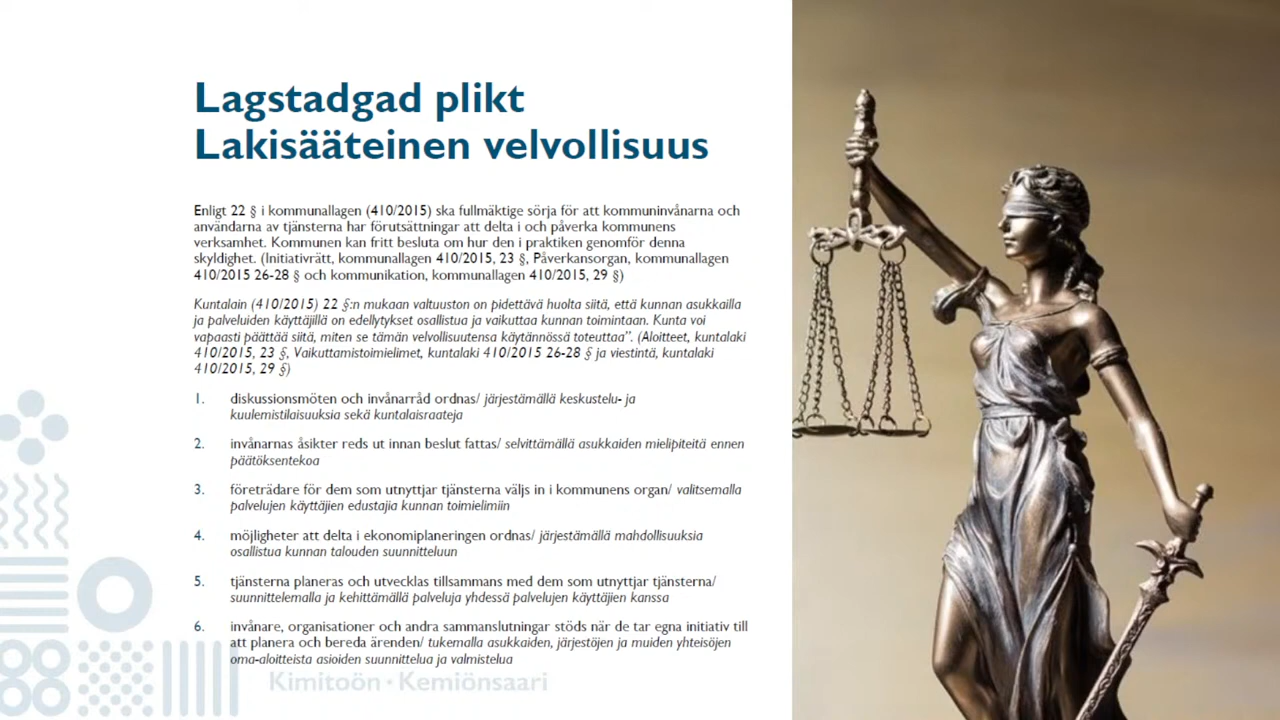 Lagstadgad plikt
Lakisääteinen velvollisuus
Enligt 22 § i kommunallagen (410/2015) ska fullmäktige sörja för att kommuninvånarna och
användarna av tjänsterna har förutsättningar att delta i och påverka kommunens
verksamhet. Kommunen kan fritt besluta om hur den i praktiken genomför denna
skyldighet. (Initiativrätt, kommunallagen 410/2015, 23 §, Påverkansorgan, kommunallagen
410/2015 26-28 § och kommunikation, kommunallagen 410/2015, 29 §)
Kuntalain (410/2015) 22 §:n mukaan valtuuston on pidettävä huolta siitä, että kunnan asukkailla
ja palveluiden käyttäjillä on edellytykset osallistua ja vaikuttaa kunnan toimintaan. Kunta voi
vapaasti päättää siitä, miten se tämän velvollisuutensa käytännössä toteuttaa”. (Aloitteet, kuntalaki
410/2015, 23 §, Vaikuttamistoimielimet, kuntalaki 410/2015 26-28 § ja viestintä, kuntalaki
410/2015, 29 §)
1. diskussionsmöten och invånarråd ordnas/ järjestämällä keskustelu- ja
kuulemistilaisuuksia sekä kuntalaisraateja
2. invånarnas åsikter reds ut innan beslut fattas/ selvittämällä asukkaiden mielipiteitä ennen
päätöksentekoa
3. företrädare för dem som utnyttjar tjänsterna väljs in i kommunens organ/ valitsemalla
palvelujen käyttäjien edustajia kunnan toimielimiin
4. möjligheter att delta i ekonomiplaneringen ordnas/ järjestämällä mahdollisuuksia
osallistua kunnan talouden suunnitteluun
5. tjänsterna planeras och utvecklas tillsammans med dem som utnyttjar tjänsterna/
suunnittelemalla ja kehittämällä palveluja yhdessä palvelujen käyttäjien kanssa
6. invånare, organisationer och andra sammanslutningar stöds när de tar egna initiativ till
att planera och bereda ärenden/ tukemalla asukkaiden, järjestöjen ja muiden yhteisöjen
oma-aloitteista asioiden suunnittelua ja valmistelua
Kimitoön · Kemiönsaari